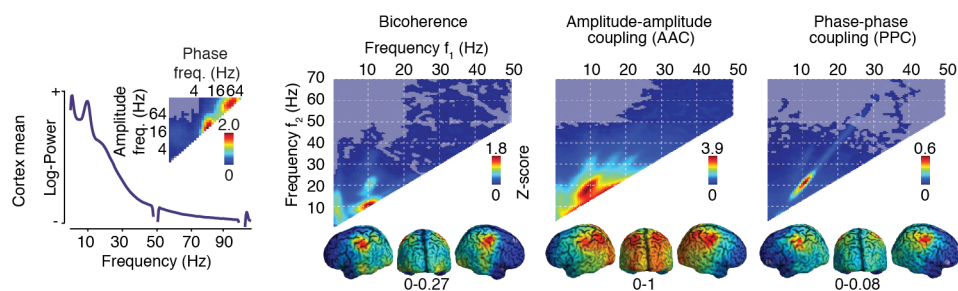 Cortex mean
Log-Power
+
-
10 30 50 70 90
Frequency (Hz)
Phase
freq. (Hz)
4 16 64
Amplitude
freq. (Hz)
64
16
4
2.0
0
Bicoherence
Frequency f1 (Hz)
10 20 30 40 50
Frequency f2 (Hz)
70
60
50
40
30
20
10
1.8
0
Z-score
0-0.27
Amplitude-amplitude
coupling (AAC)
10 20 30 40 50
3.9
0
0-1
Phase-phase
coupling (PPC)
10 20 30 40 50
0.6
0
0-0.08